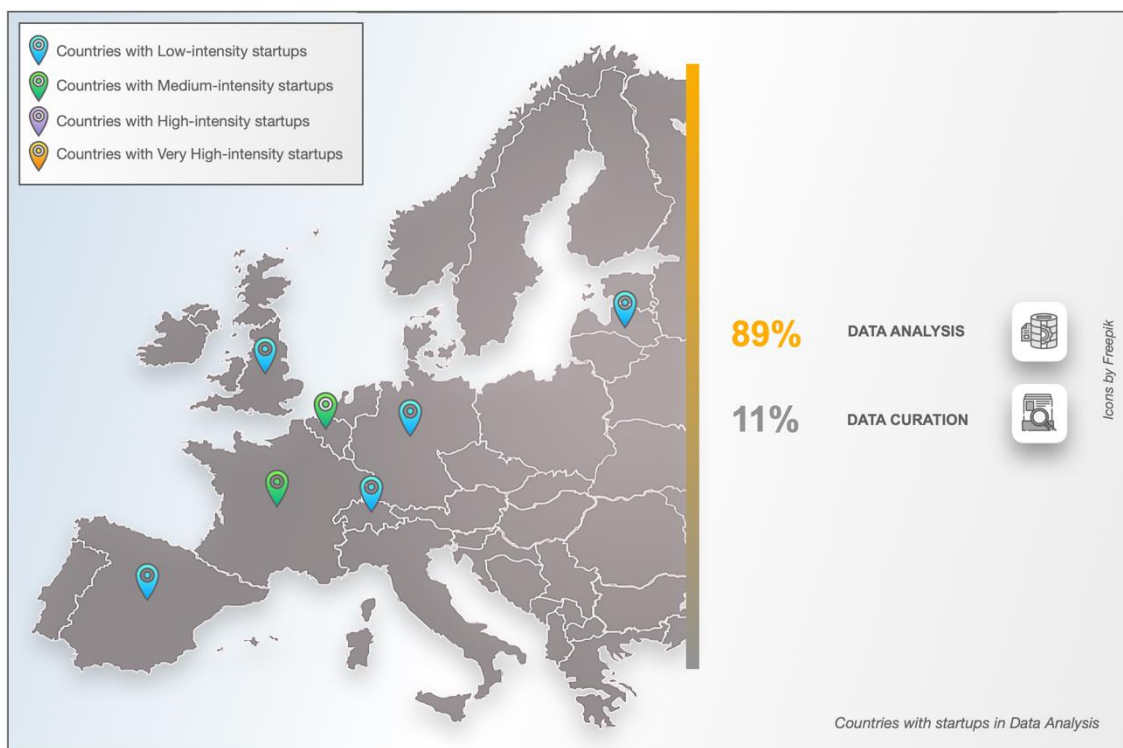 Countries with Low-intensity startups
Countries with Medium-intensity startups
Countries with High-intensity startups
Countries with Very High-intensity startups
89% DATA ANALYSIS
11% DATA CURATION
Icons by Freepik
Countries with startups in Data Analysis